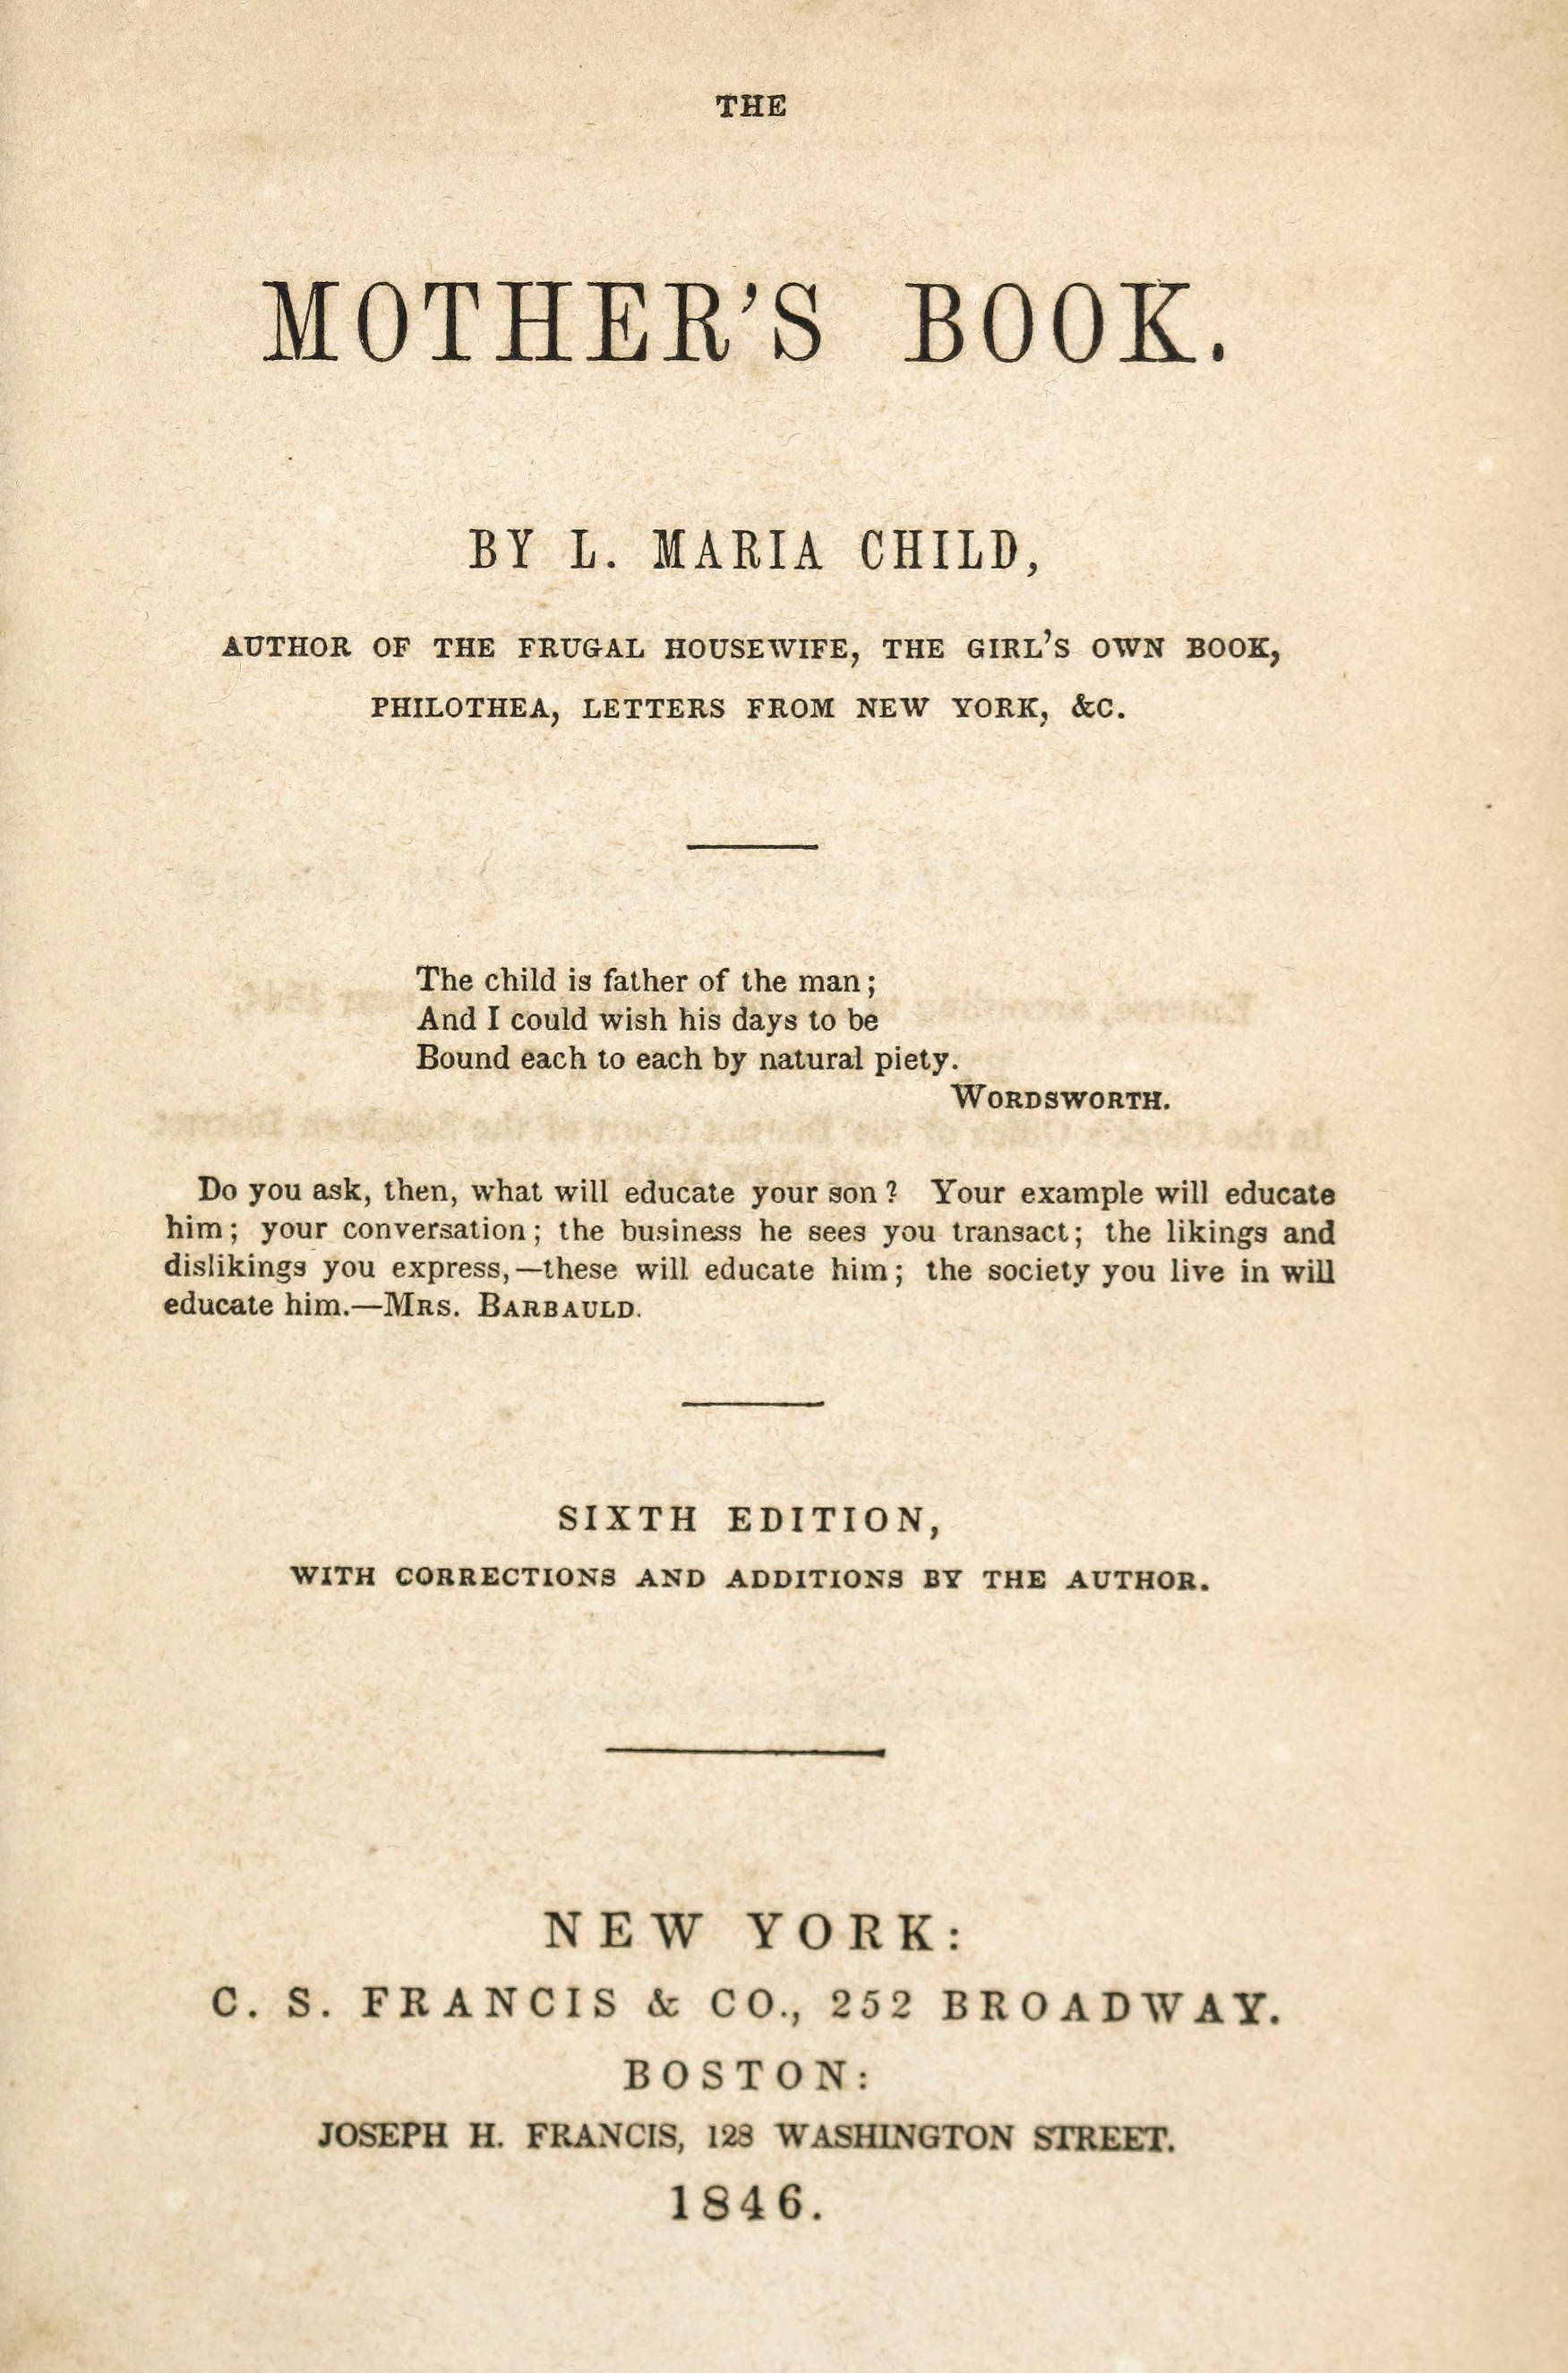 THE
MOTHER'S BOOK.
BY L. MARIA CHILD,
AUTHOR OF THE FRUGAL HOUSEWIFE, THE GIRL'S OWN BOOK,
PHILOTHEA, LETTERS FROM NEW YORK, &C.
The child is father of the man;
And I could wish his days to be
Bound each to each by natural piety.
WORDSWORTH.
Do you ask, then, what will educate your son? Your example will educate
him; your conversation; the business he sees you transact; the likings and
dislikings you express,—these will educate him; the society you live in will
educate him.—MRS. BARBAULD.
SIXTH EDITION,
WITH CORRECTIONS AND ADDITIONS BY THE AUTHOR.
NEW YORK:
C. S. FRANCIS & CO., 252 BROADWAY.
BOSTON:
JOSEPH H. FRANCIS, 128 WASHINGTON STREET.
1846.